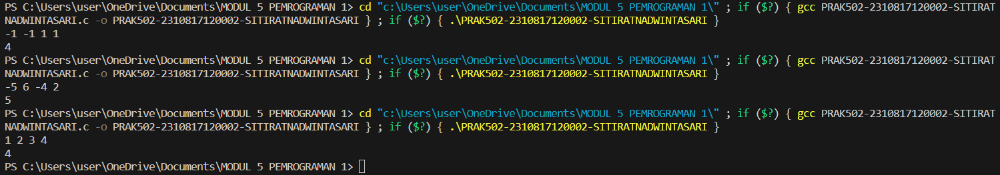 PS C:\Users\user\OneDrive\Documents\MODUL 5 PEMROGRAMAN 1> cd "c:\Users\user\OneDrive\Documents\MODUL 5 PEMROGRAMAN 1\" ; if ($?) { gcc PRAK502-2310817120002-SITIRAT
NADWINTASARI.c -o PRAK502-2310817120002-SITIRATNADWINTASARI } ; if ($?) { .\PRAK502-2310817120002-SITIRATNADWINTASARI }
-1 -1 1 1
4
PS C:\Users\user\OneDrive\Documents\MODUL 5 PEMROGRAMAN 1> cd "c:\Users\user\OneDrive\Documents\MODUL 5 PEMROGRAMAN 1\" ; if ($?) { gcc PRAK502-2310817120002-SITIRAT
NADWINTASARI.c -o PRAK502-2310817120002-SITIRATNADWINTASARI } ; if ($?) { .\PRAK502-2310817120002-SITIRATNADWINTASARI }
-5 6 -4 2
5
PS C:\Users\user\OneDrive\Documents\MODUL 5 PEMROGRAMAN 1> cd "c:\Users\user\OneDrive\Documents\MODUL 5 PEMROGRAMAN 1\" ; if ($?) { gcc PRAK502-2310817120002-SITIRAT
NADWINTASARI.c -o PRAK502-2310817120002-SITIRATNADWINTASARI } ; if ($?) { .\PRAK502-2310817120002-SITIRATNADWINTASARI }
1 2 3 4
4
PS C:\Users\user\OneDrive\Documents\MODUL 5 PEMROGRAMAN 1>